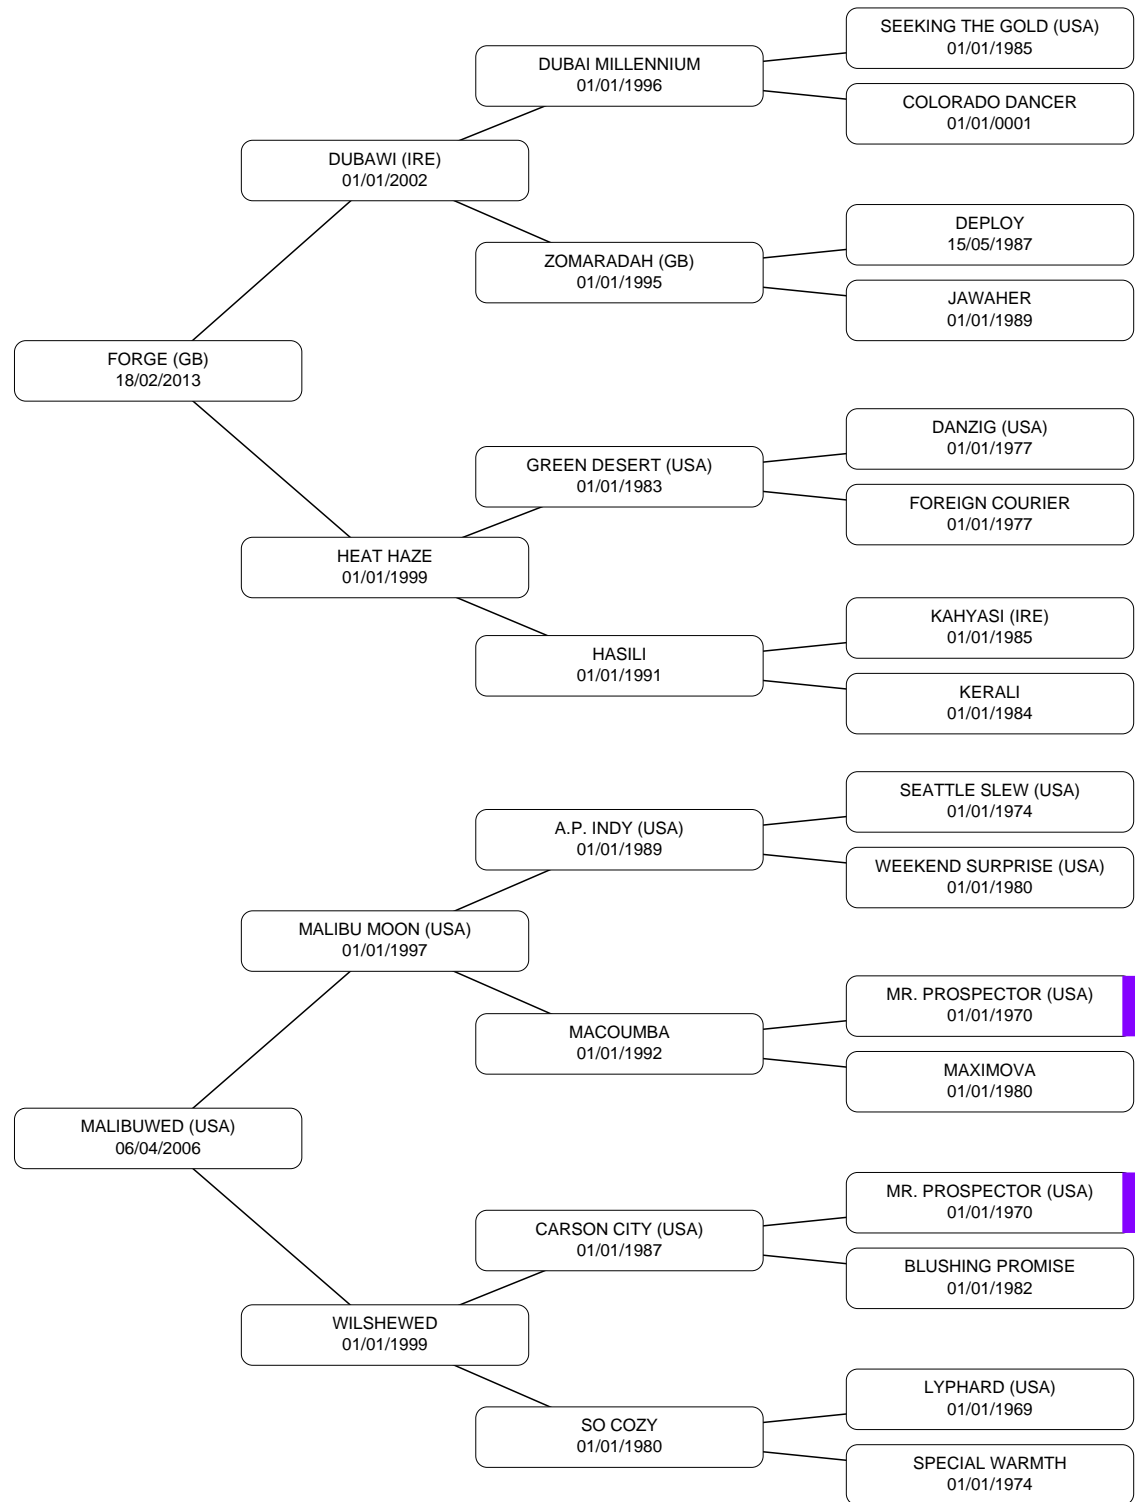 SEEKING THE GOLD (USA)
01/01/1985
DUBAI MILLENNIUM
01/01/1996
COLORADO DANCER
01/01/0001
DUBAWI (IRE)
01/01/2002
DEPLOY
15/05/1987
ZOMARADAH (GB)
01/01/1995
JAWAHER
01/01/1989
FORGE (GB)
18/02/2013
DANZIG (USA)
01/01/1977
GREEN DESERT (USA)
01/01/1983
FOREIGN COURIER
01/01/1977
HEAT HAZE
01/01/1999
KAHYASI (IRE)
01/01/1985
HASILI
01/01/1991
KERALI
01/01/1984
SEATTLE SLEW (USA)
01/01/1974
A.P. INDY (USA)
01/01/1989
WEEKEND SURPRISE (USA)
01/01/1980
MALIBU MOON (USA)
01/01/1997
MR. PROSPECTOR (USA)
01/01/1970
MACOUMBA
01/01/1992
MAXIMOVA
01/01/1980
MALIBUWED (USA)
06/04/2006
MR. PROSPECTOR (USA)
01/01/1970
CARSON CITY (USA)
01/01/1987
BLUSHING PROMISE
01/01/1982
WILSHEWED
01/01/1999
LYPHARD (USA)
01/01/1969
SO COZY
01/01/1980
SPECIAL WARMTH
01/01/1974